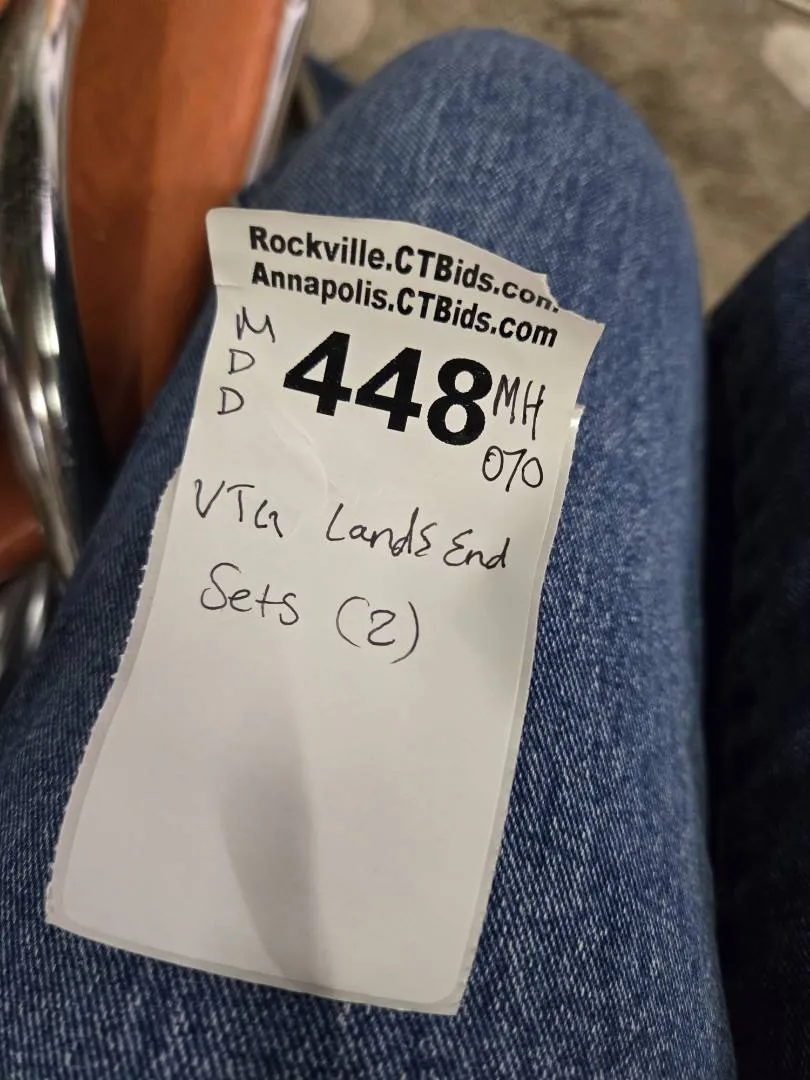 Rockville.CTBids.com
Annapolis.CTBids.com
M
D
D
448 MH
070
VTG Lands End
Sets (2)